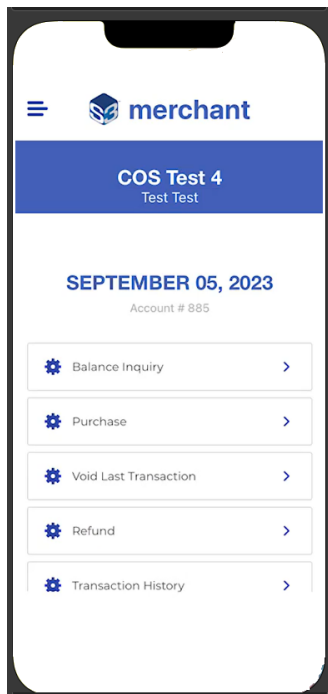 merchant
COS Test 4
Test Test
SEPTEMBER 05, 2023
Account # 885
Balance Inquiry
Purchase
Void Last Transaction
Refund
Transaction History